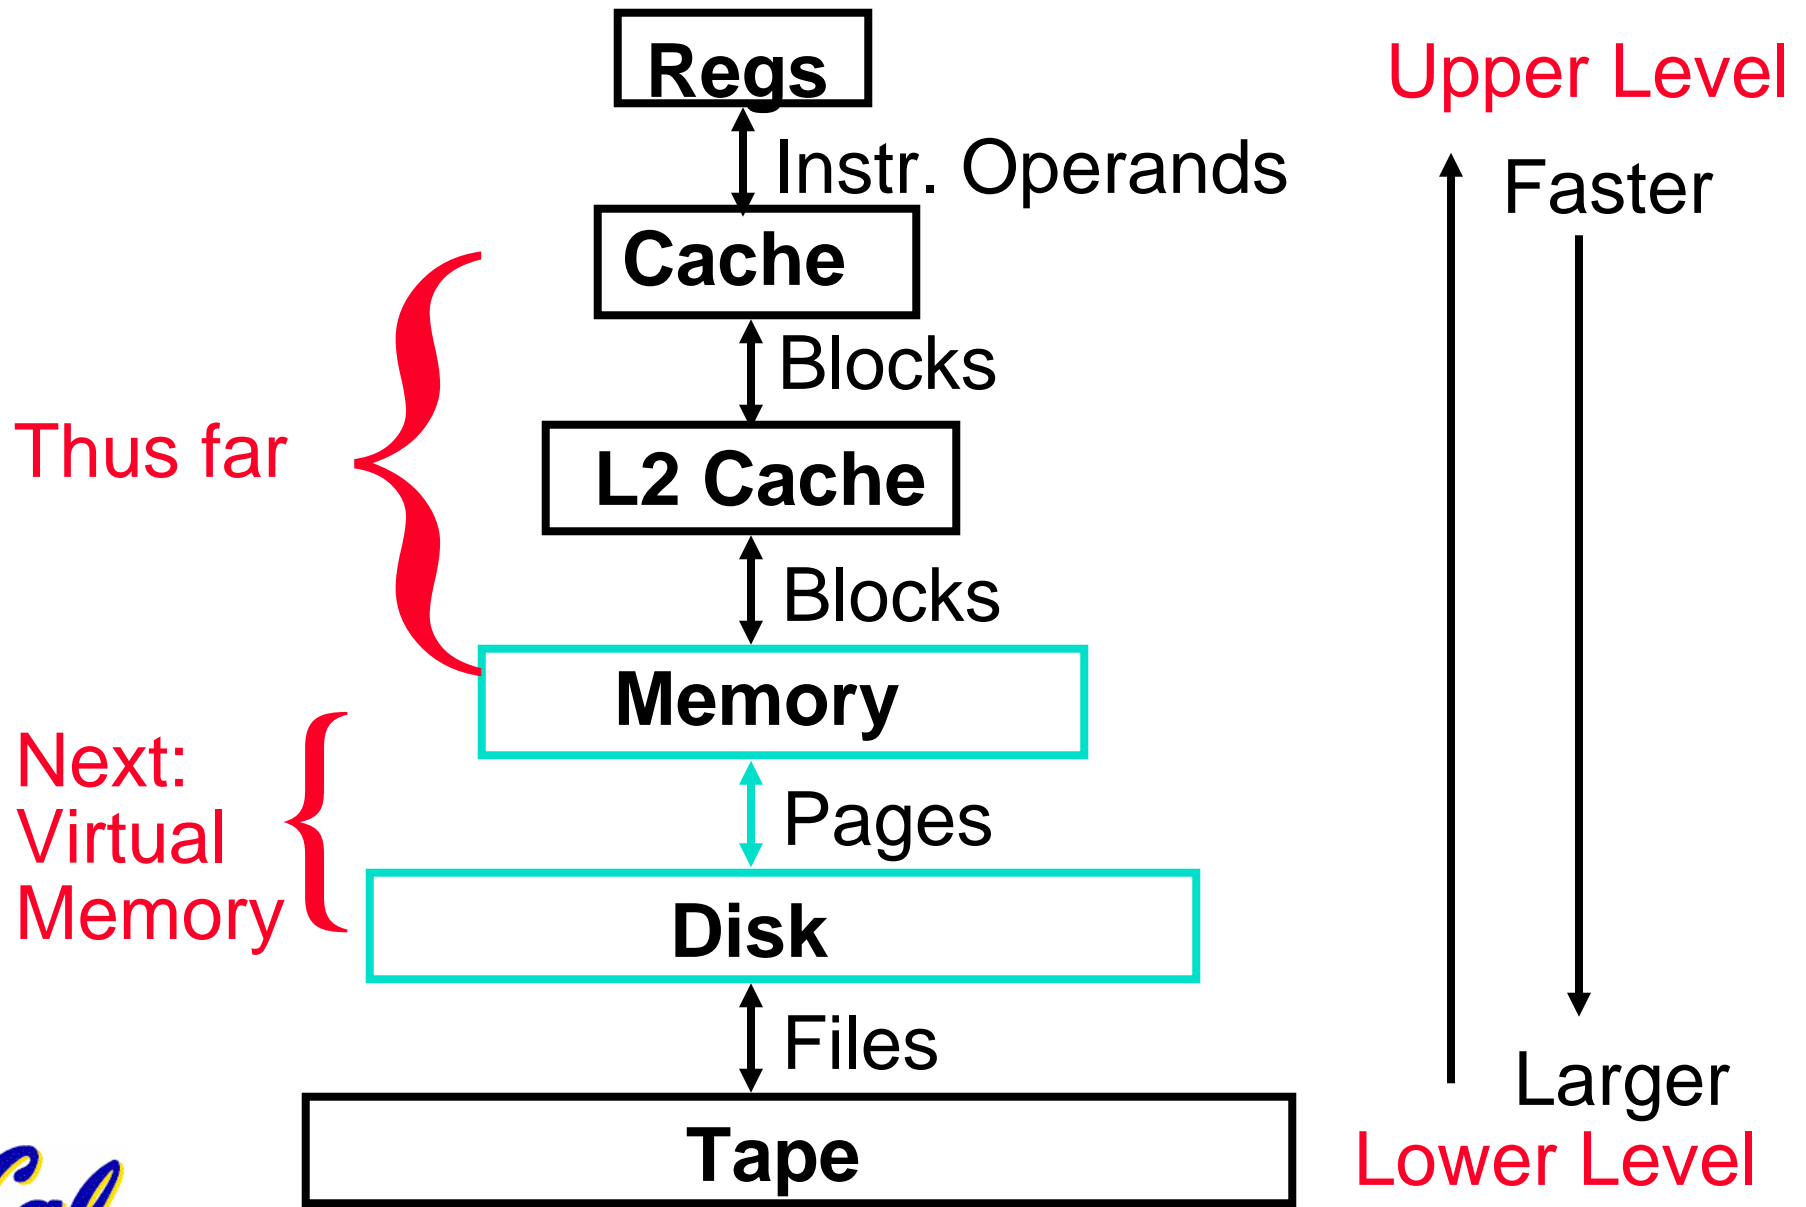 Regs
Upper Level
Instr. Operands
Faster
Cache
Blocks
Thus far
L2 Cache
Blocks
Memory
Next:
Virtual
Memory
Pages
Disk
Files
Larger
Tape
Lower Level
Cal